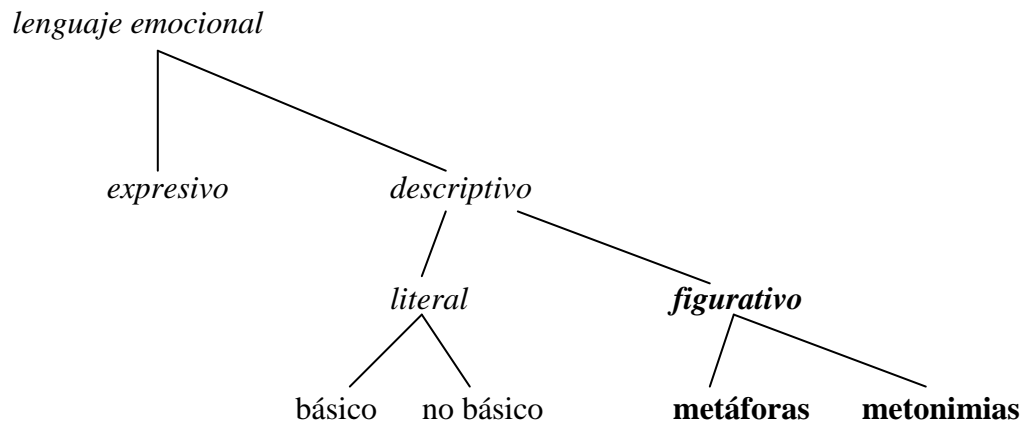 lenguaje emocional
expresivo descriptivo
literal figurativo
básico no básico metáforas metonimias